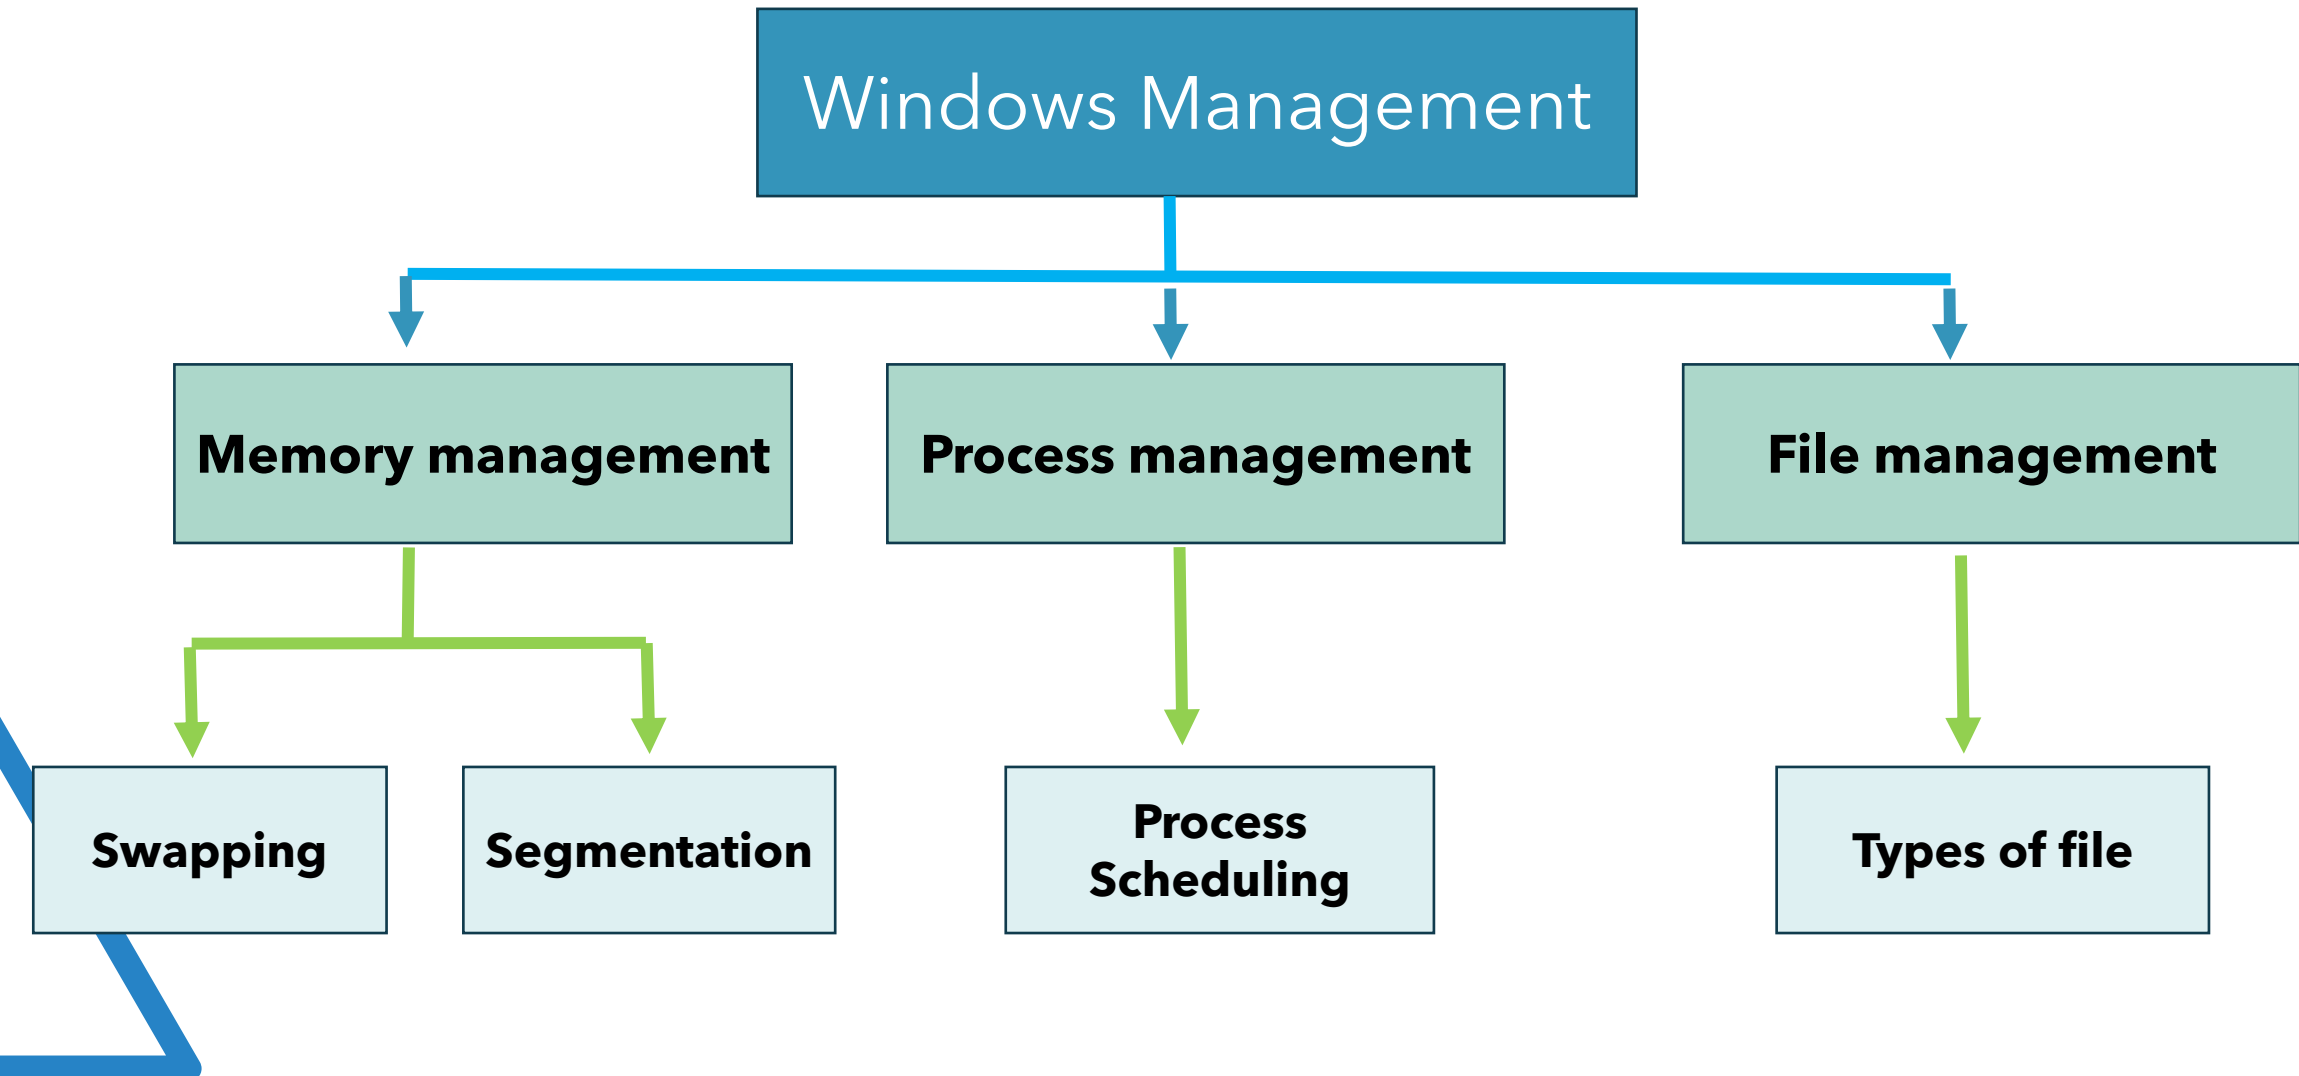 Windows Management
Memory management
Process management
File management
Swapping
Segmentation
Process
Scheduling
Types of file